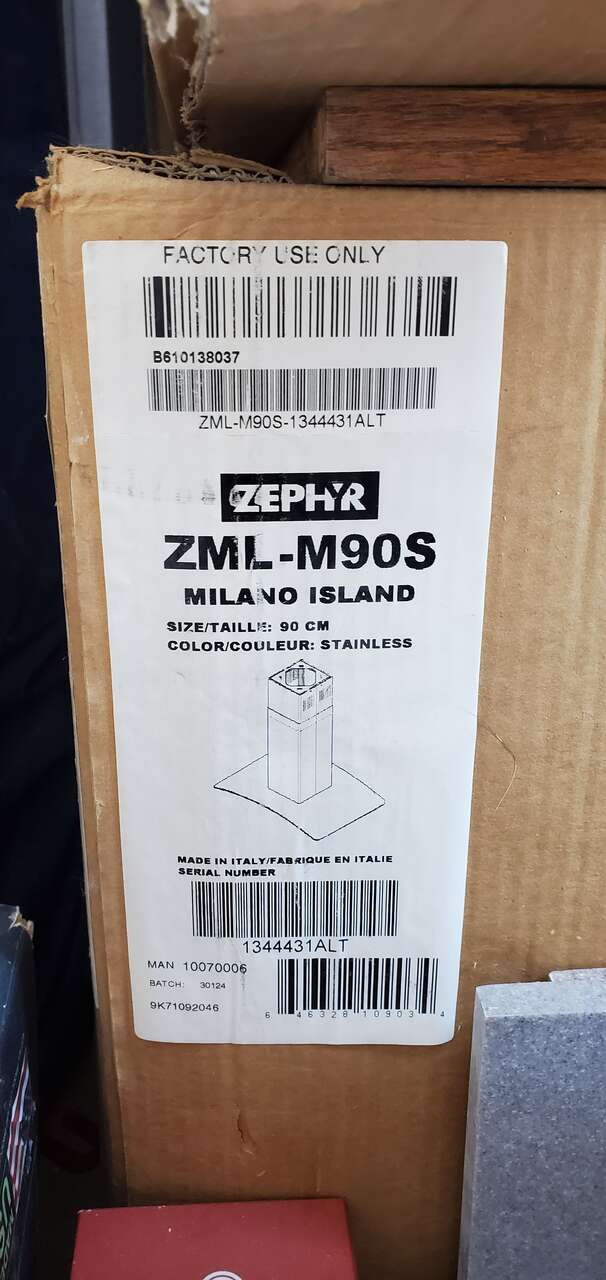 FACTORY USE ONLY
B610138037
ZML-M90S-1344431ALT
ZEPHYR
ZML-M90S
MILANO ISLAND
SIZE/TAILLE: 90 CM
COLOR/COULEUR: STAINLESS
MADE IN ITALY/FABRIQUE EN ITALIE
SERIAL NUMBER
1344431ALT
MAN 10070006
BATCH: 30124
9K71092046
6 46328 10903 4